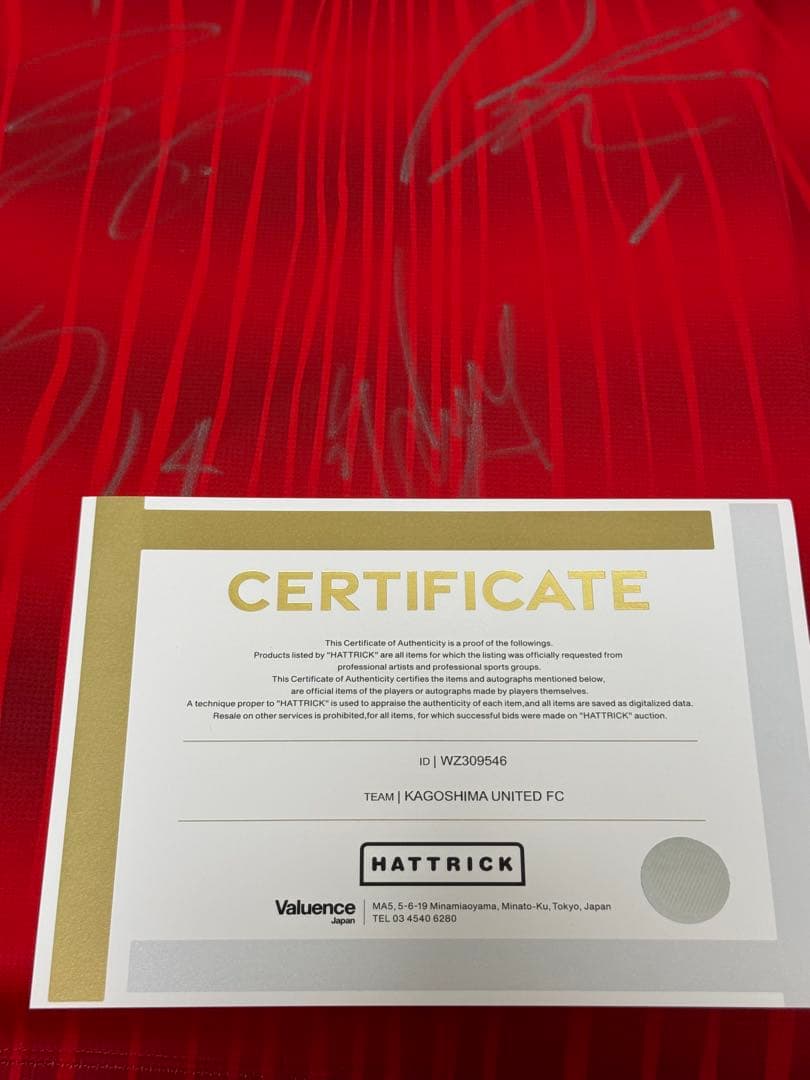 14
CERTIFICATE
This Certificate of Authenticity is a proof of the followings.
Products listed by "HATTRICK" are all items for which the listing was officially requested from
professional artists and professional sports groups.
This Certificate of Authenticity certifies the items and autographs mentioned below,
are official items of the players or autographs made by players themselves.
A technique proper to "HATTRICK" is used to appraise the authenticity of each item,and all items are saved as digitalized data.
Resale on other services is prohibited,for all items, for which successful bids were made on "HATTRICK" auction.
ID | WZ309546
TEAM | KAGOSHIMA UNITED FC
HATTRICK
Valuence Japan
MA5, 5-6-19 Minamiaoyama, Minato-Ku, Tokyo, Japan
TEL 03 4540 6280